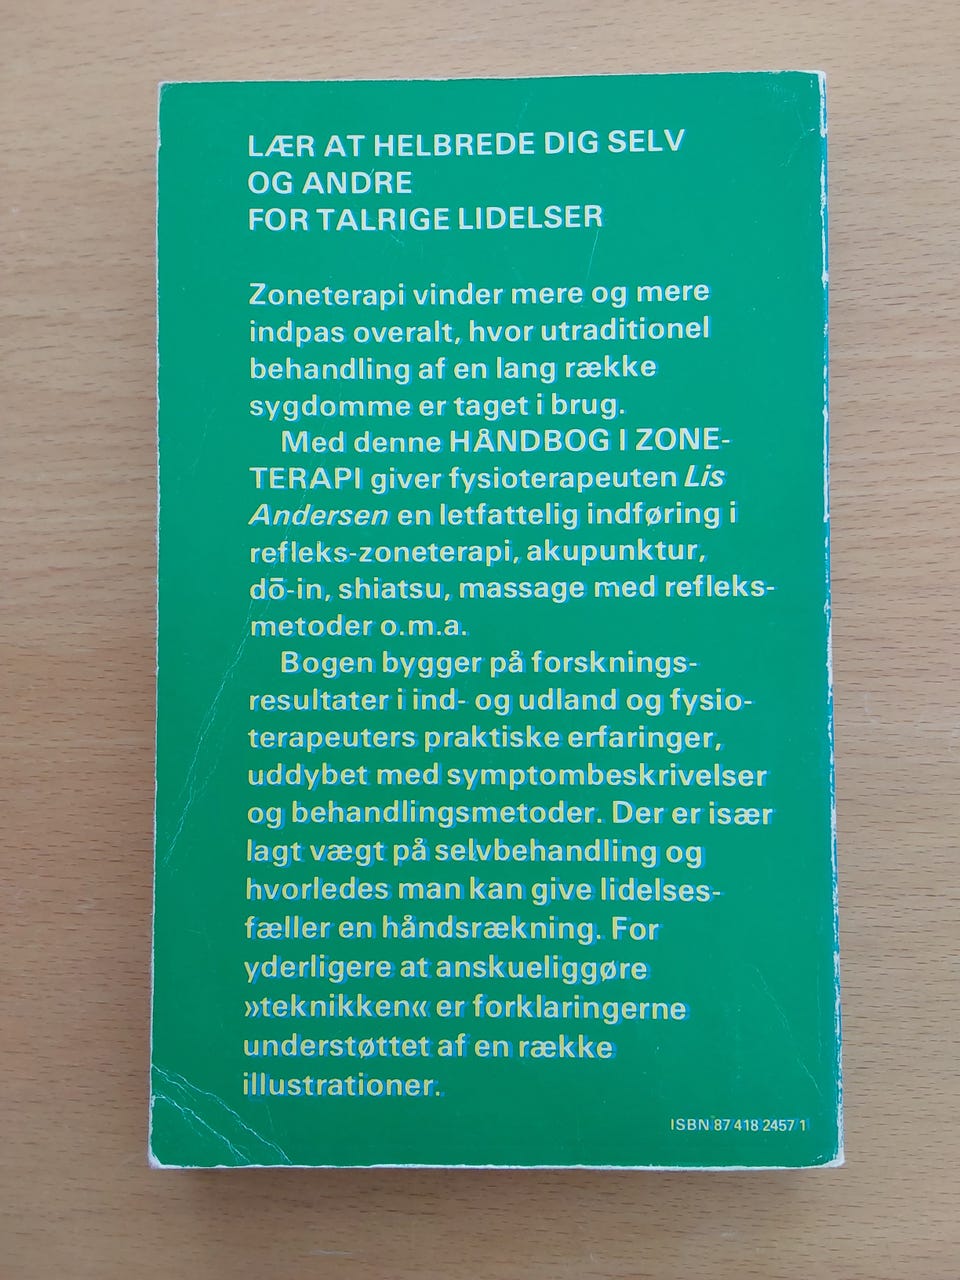 LÆR AT HELBREDE DIG SELV
OG ANDRE
FOR TALRIGE LIDELSER
Zoneterapi vinder mere og mere
indpas overalt, hvor utraditionel
behandling af en lang række
sygdomme er taget i brug.
Med denne HÅNDBOG I ZONE-
TERAPI giver fysioterapeuten Lis
Andersen en letfattelig indføring i
refleks-zoneterapi, akupunktur,
dō-in, shiatsu, massage med refleks-
metoder o.m.a.
Bogen bygger på forsknings-
resultater i ind- og udland og fysio-
terapeuters praktiske erfaringer,
uddybet med symptombeskrivelser
og behandlingsmetoder. Der er især
lagt vægt på selvbehandling og
hvorledes man kan give lidelses-
fæller en håndsrækning. For
yderligere at anskueliggøre
»teknikken« er forklaringerne
understøttet af en række
illustrationer.
ISBN 87 418 2457 1